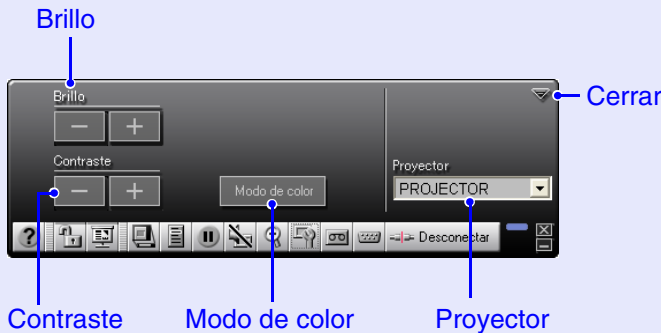 Brillo
Brillo
Cerrar
Contraste
Proyector
Modo de color
PROJECTOR
Desconectar
Contraste
Modo de color
Proyector